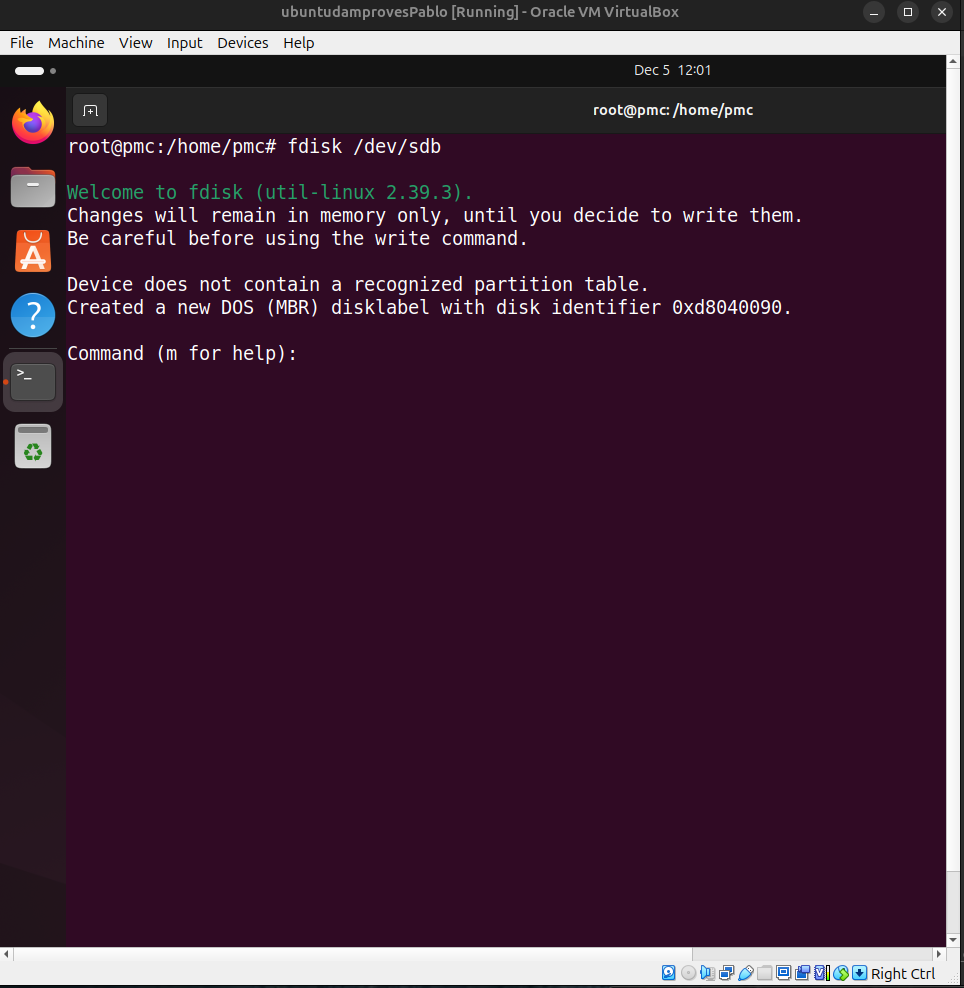 ubuntudamprovesPablo [Running] - Oracle VM VirtualBox
File Machine View Input Devices Help
Dec 5 12:01
root@pmc: /home/pmc
root@pmc:/home/pmc# fdisk /dev/sdb
Welcome to fdisk (util-linux 2.39.3).
Changes will remain in memory only, until you decide to write them.
Be careful before using the write command.
Device does not contain a recognized partition table.
Created a new DOS (MBR) disklabel with disk identifier 0xd8040090.
Command (m for help):
Right Ctrl